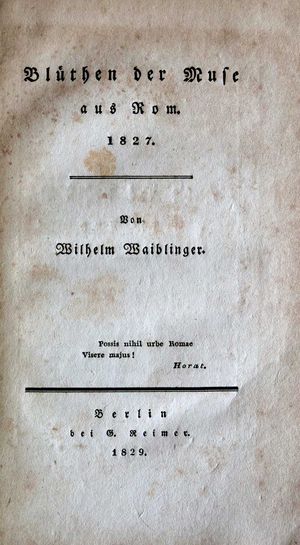 Blüthen der Muse
aus Rom.
1827.
Von
Wilhelm Waiblinger.
Possis nihil urbe Romae
Visere majus!
Horat.
Berlin
bei G. Reimer.
1829.